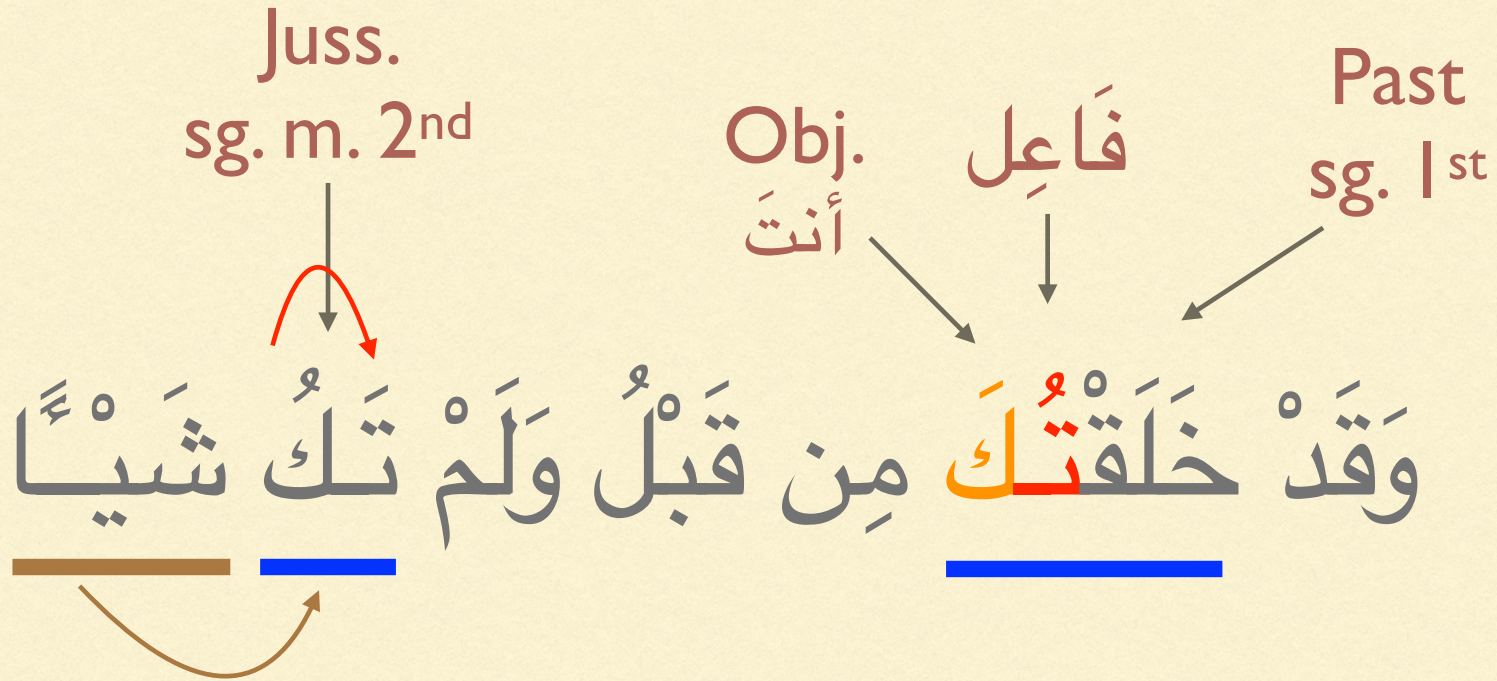 Juss.
sg. m. 2nd
Obj.
أنتَ
فَاعِل
Past
sg. 1st
وَقَدْ خَلَقْتُكَ مِن قَبْلُ وَلَمْ تَكُ شَيْـًٔا